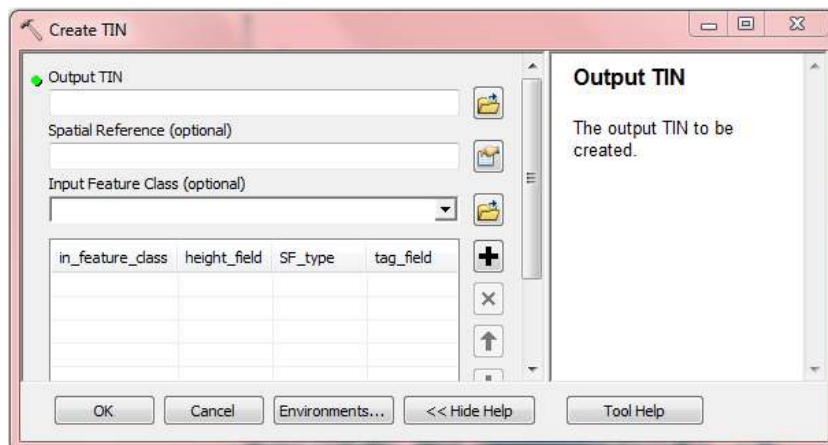 Create TIN
Output TIN
Spatial Reference (optional)
Input Feature Class (optional)
in_feature_class height_field SF_type tag_field
OK Cancel Environments... << Hide Help Tool Help
Output TIN
The output TIN to be
created.